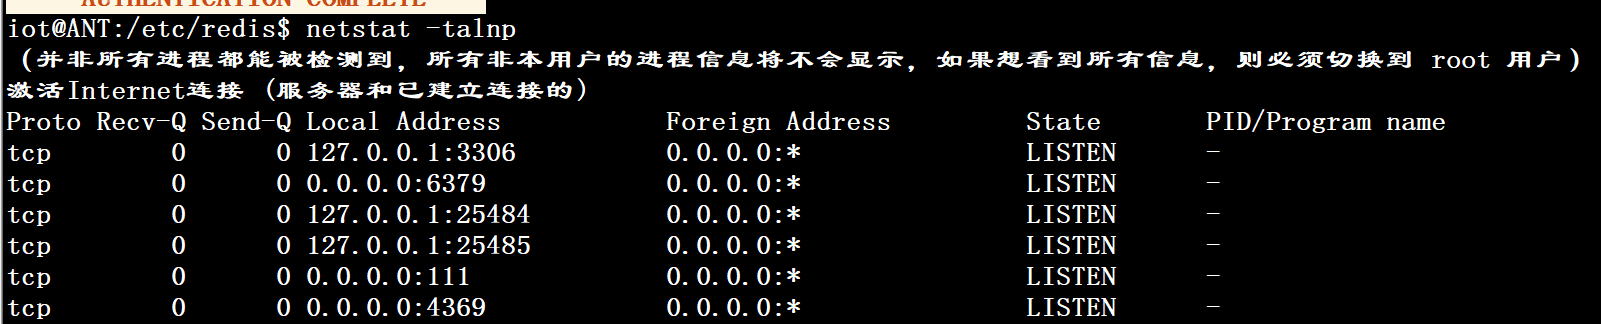 AUTHENTICATION COMPLETE
iot@ANT:/etc/redis$ netstat -talnp
（并非所有进程都能被检测到，所有非本用户的进程信息将不会显示，如果想看到所有信息，则必须切换到 root 用户）
激活Internet连接 (服务器和已建立连接的)
Proto Recv-Q Send-Q Local Address           Foreign Address         State       PID/Program name
tcp        0      0 127.0.0.1:3306          0.0.0.0:*               LISTEN      -
tcp        0      0 0.0.0.0:6379            0.0.0.0:*               LISTEN      -
tcp        0      0 127.0.0.1:25484         0.0.0.0:*               LISTEN      -
tcp        0      0 127.0.0.1:25485         0.0.0.0:*               LISTEN      -
tcp        0      0 0.0.0.0:111             0.0.0.0:*               LISTEN      -
tcp        0      0 0.0.0.0:4369            0.0.0.0:*               LISTEN      -